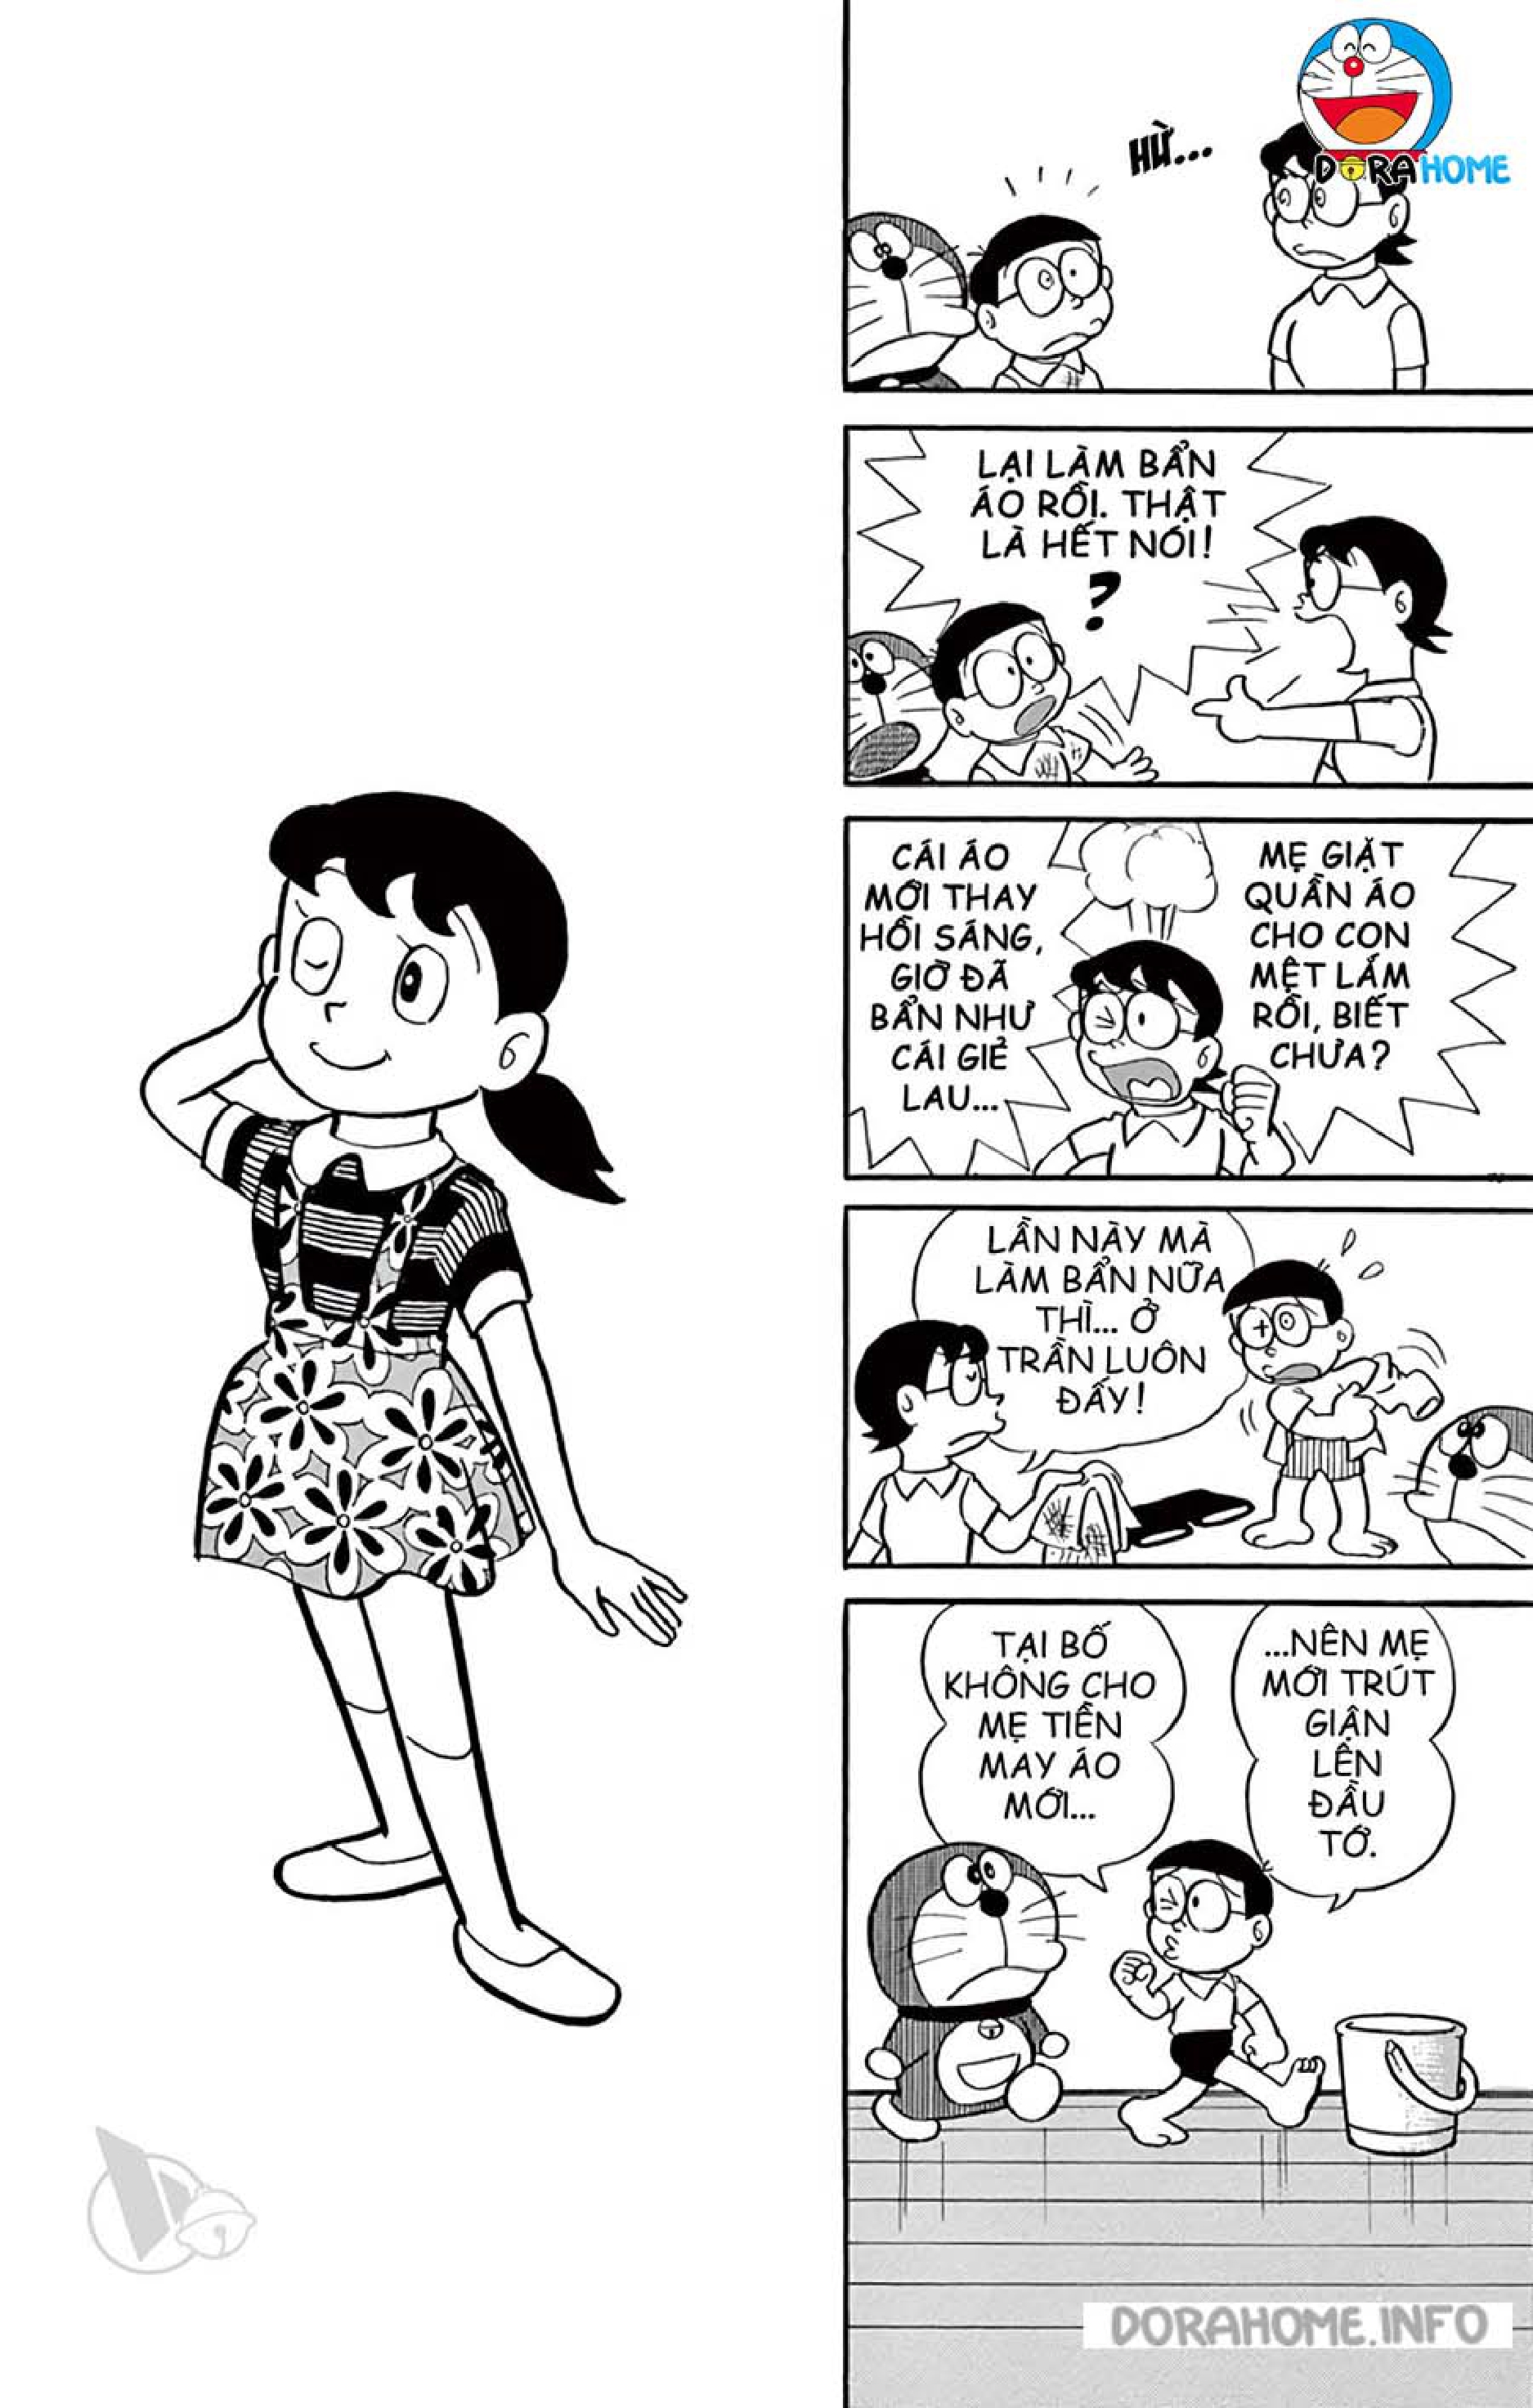 DORAHOME
HỪ...
LẠI LÀM BẨN
ÁO RỒI. THẬT
LÀ HẾT NÓI!
?
CÁI ÁO
MỚI THAY
HỒI SÁNG,
GIỜ ĐÃ
BẨN NHƯ
CÁI GIẺ
LAU...
MẸ GIẶT
QUẦN ÁO
CHO CON
MỆT LẮM
RỒI, BIẾT
CHƯA?
LẦN NÀY MÀ
LÀM BẨN NỮA
THÌ... Ở
TRẦN LUÔN
ĐẤY!
TẠI BỐ
KHÔNG CHO
MẸ TIỀN
MAY ÁO
MỚI...
...NÊN MẸ
MỚI TRÚT
GIẬN
LÊN
ĐẦU
TỚ.
DORAHOME.INFO